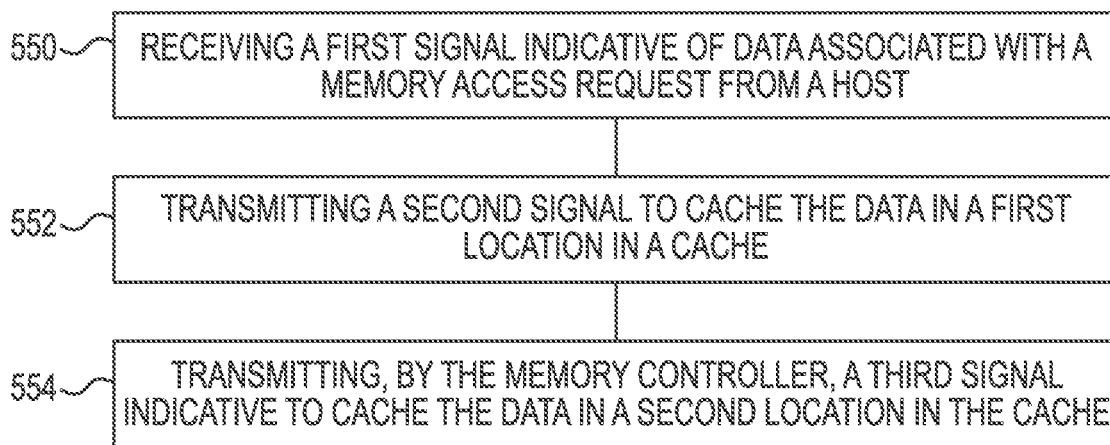 550
RECEIVING A FIRST SIGNAL INDICATIVE OF DATA ASSOCIATED WITH A
MEMORY ACCESS REQUEST FROM A HOST
552
TRANSMITTING A SECOND SIGNAL TO CACHE THE DATA IN A FIRST
LOCATION IN A CACHE
554
TRANSMITTING, BY THE MEMORY CONTROLLER, A THIRD SIGNAL
INDICATIVE TO CACHE THE DATA IN A SECOND LOCATION IN THE CACHE